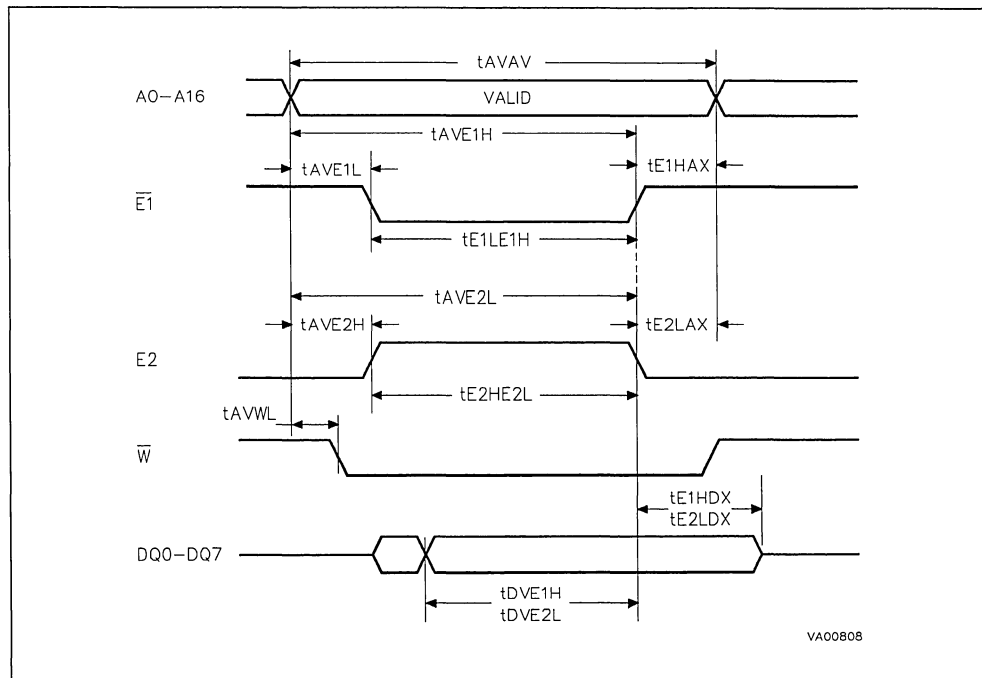 tAVAV
A0-A16
VALID
tAVE1H
tAVE1L
tE1HAX
E1
tE1LE1H
tAVE2L
tAVE2H
tE2LAX
E2
tE2HE2L
tAVWL
W
tE1HDX
tE2LDX
DQ0-DQ7
tDVE1H
tDVE2L
VA00808